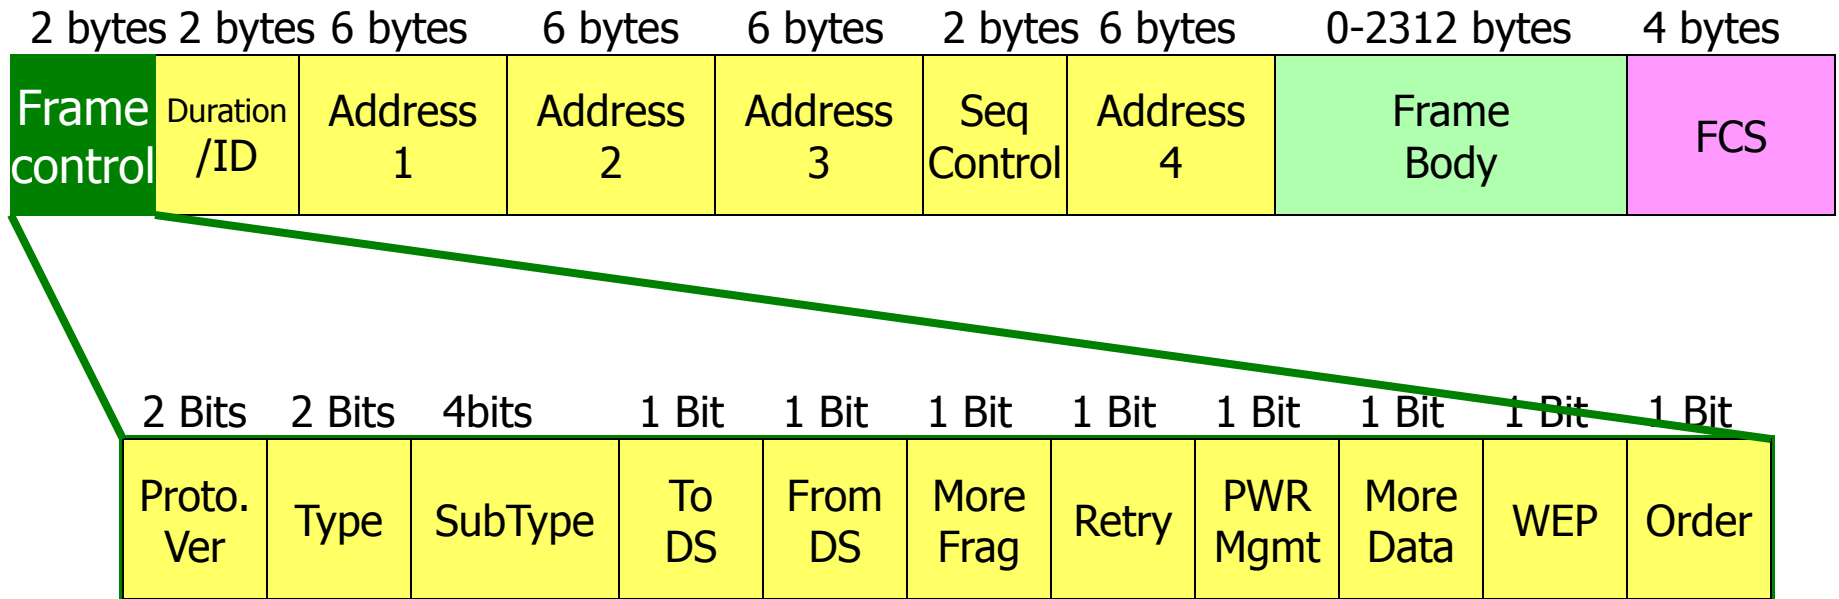 2 bytes 2 bytes 6 bytes 6 bytes 6 bytes 2 bytes 6 bytes 0-2312 bytes 4 bytes
Frame control Duration /ID Address 1 Address 2 Address 3 Seq Control Address 4 Frame Body FCS
2 Bits 2 Bits 4bits 1 Bit 1 Bit 1 Bit 1 Bit 1 Bit 1 Bit 1 Bit 1 Bit
Proto. Ver Type SubType To DS From DS More Frag Retry PWR Mgmt More Data WEP Order